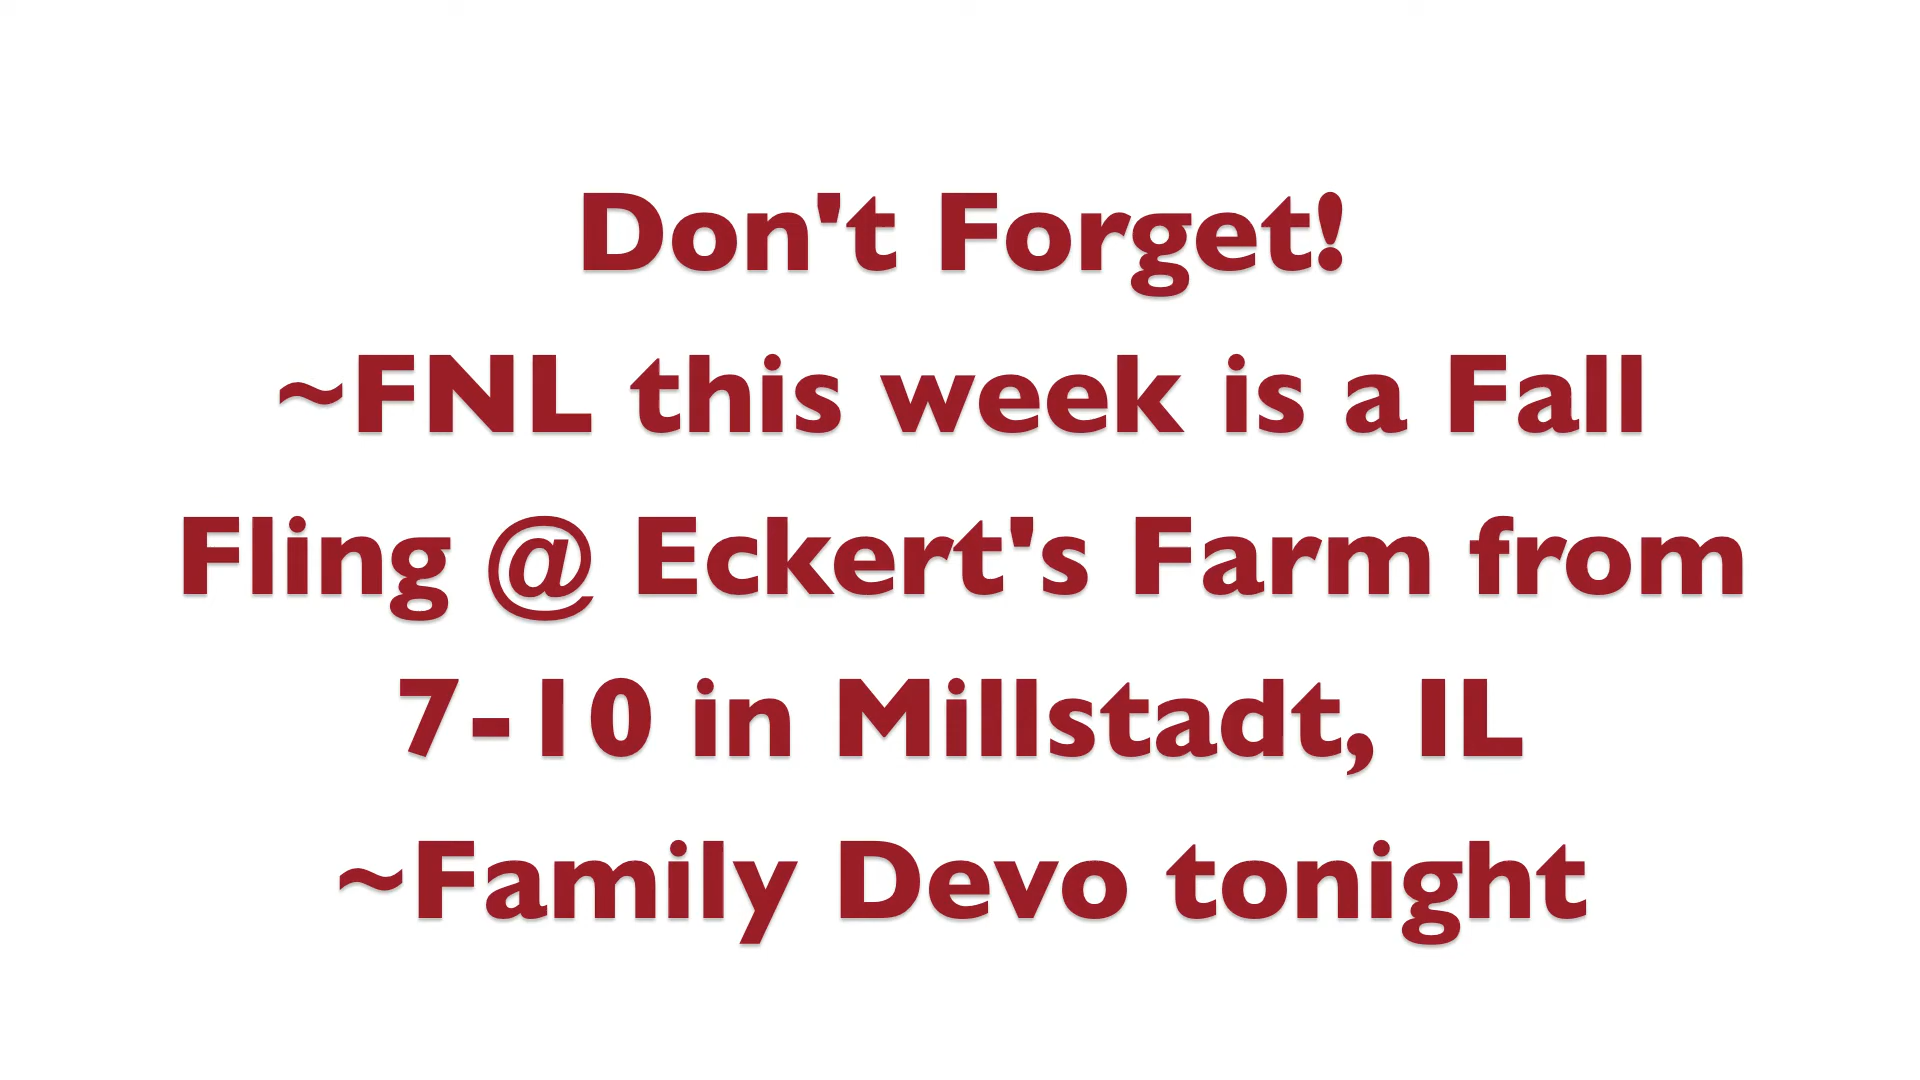 Don't Forget!
~FNL this week is a Fall
Fling @ Eckert's Farm from
7-10 in Millstadt, IL
~Family Devo tonight